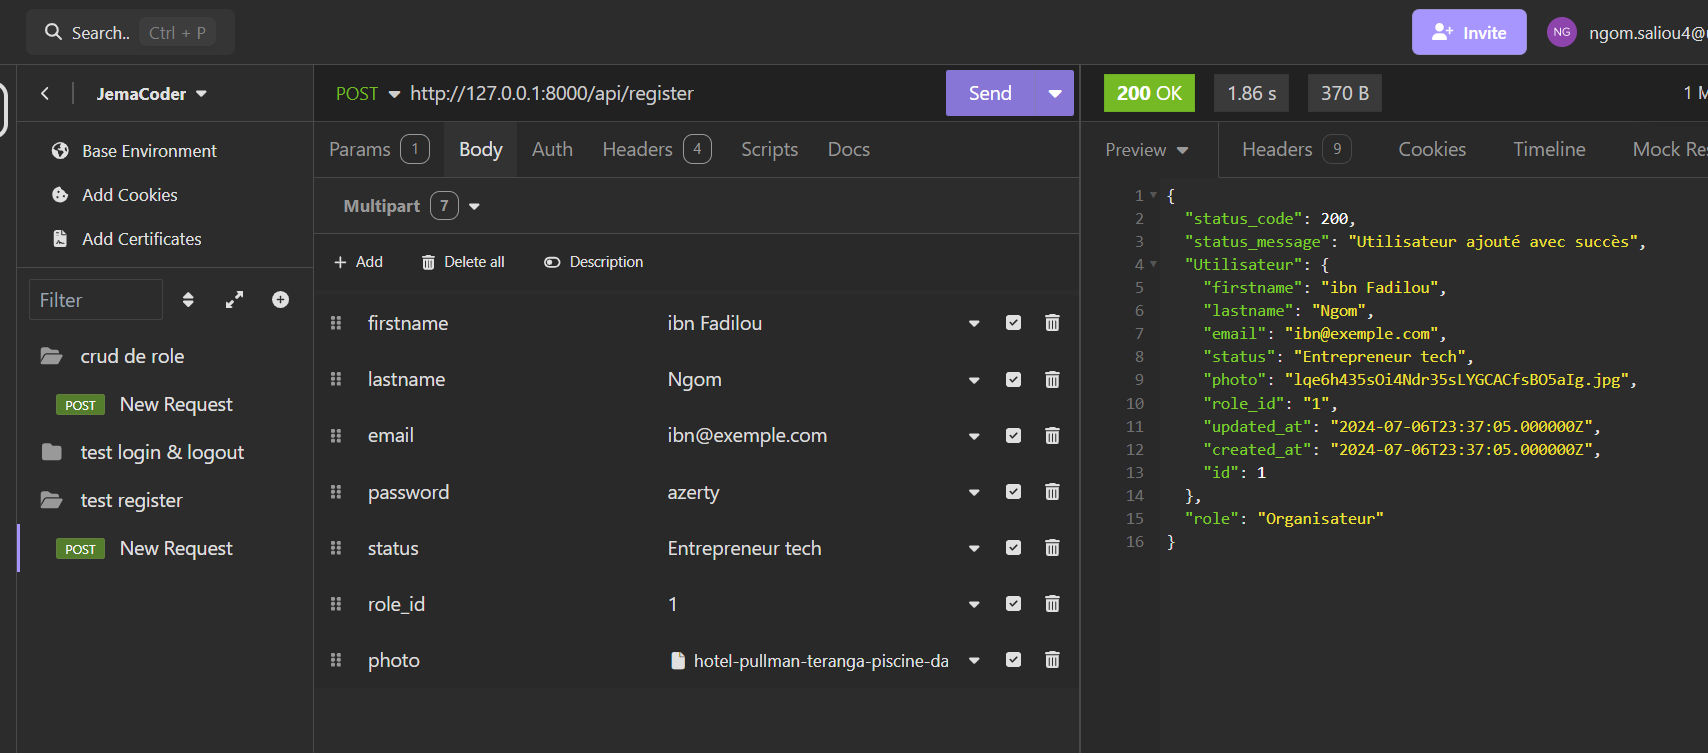 Search.. Ctrl + P
Invite
NG
ngom.saliou4@
JemaCoder
Base Environment
Add Cookies
Add Certificates
Filter
crud de role
POST New Request
test login & logout
test register
POST New Request
POST http://127.0.0.1:8000/api/register
Send
Params 1 Body Auth Headers 4 Scripts Docs
Multipart 7
+ Add Delete all Description
firstname ibn Fadilou
lastname Ngom
email ibn@exemple.com
password azerty
status Entrepreneur tech
role_id 1
photo hotel-pullman-teranga-piscine-da
200 OK 1.86 s 370 B 1 M
Preview Headers 9 Cookies Timeline Mock Res
1 {
2 "status_code": 200,
3 "status_message": "Utilisateur ajouté avec succès",
4 "Utilisateur": {
5 "firstname": "ibn Fadilou",
6 "lastname": "Ngom",
7 "email": "ibn@exemple.com",
8 "status": "Entrepreneur tech",
9 "photo": "lqe6h435sOi4Ndr35sLYGCACfsBO5aIg.jpg",
10 "role_id": "1",
11 "updated_at": "2024-07-06T23:37:05.000000Z",
12 "created_at": "2024-07-06T23:37:05.000000Z",
13 "id": 1
14 },
15 "role": "Organisateur"
16 }